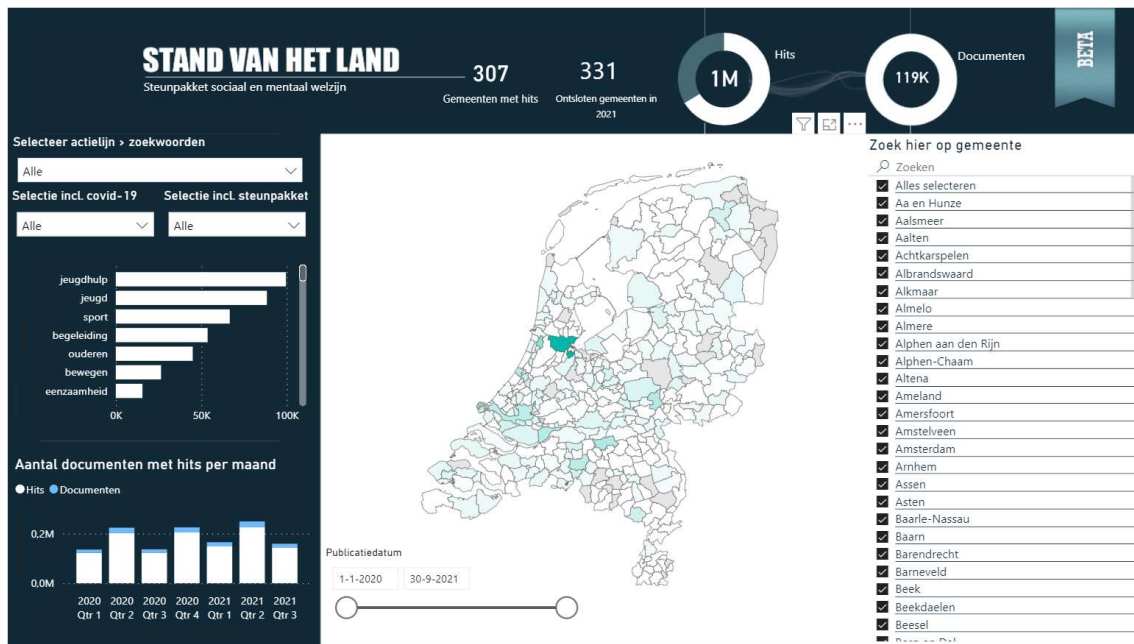 STAND VAN HET LAND
Steunpakket sociaal en mentaal welzijn
307
Gemeenten met hits
331
Ontsloten gemeenten in
2021
1M
Hits
119K
Documenten
BETA
Selecteer actielijn > zoekwoorden
Alle
Selectie incl. covid-19
Selectie incl. steunpakket
Alle
Alle
jeugdhulp
jeugd
sport
begeleiding
ouderen
bewegen
eenzaamheid
0K
50K
100K
Aantal documenten met hits per maand
Hits
Documenten
0,2M
0,0M
2020 2020 2020 2020 2021 2021 2021
Qtr 1 Qtr 2 Qtr 3 Qtr 4 Qtr 1 Qtr 2 Qtr 3
Publicatiedatum
1-1-2020
30-9-2021
Zoek hier op gemeente
Zoeken
Alles selecteren
Aa en Hunze
Aalsmeer
Aalten
Achtkarspelen
Albrandswaard
Alkmaar
Almelo
Almere
Alphen aan den Rijn
Alphen-Chaam
Altena
Ameland
Amersfoort
Amstelveen
Amsterdam
Arnhem
Assen
Asten
Baarle-Nassau
Baarn
Barendrecht
Barneveld
Beek
Beekdaelen
Beesel